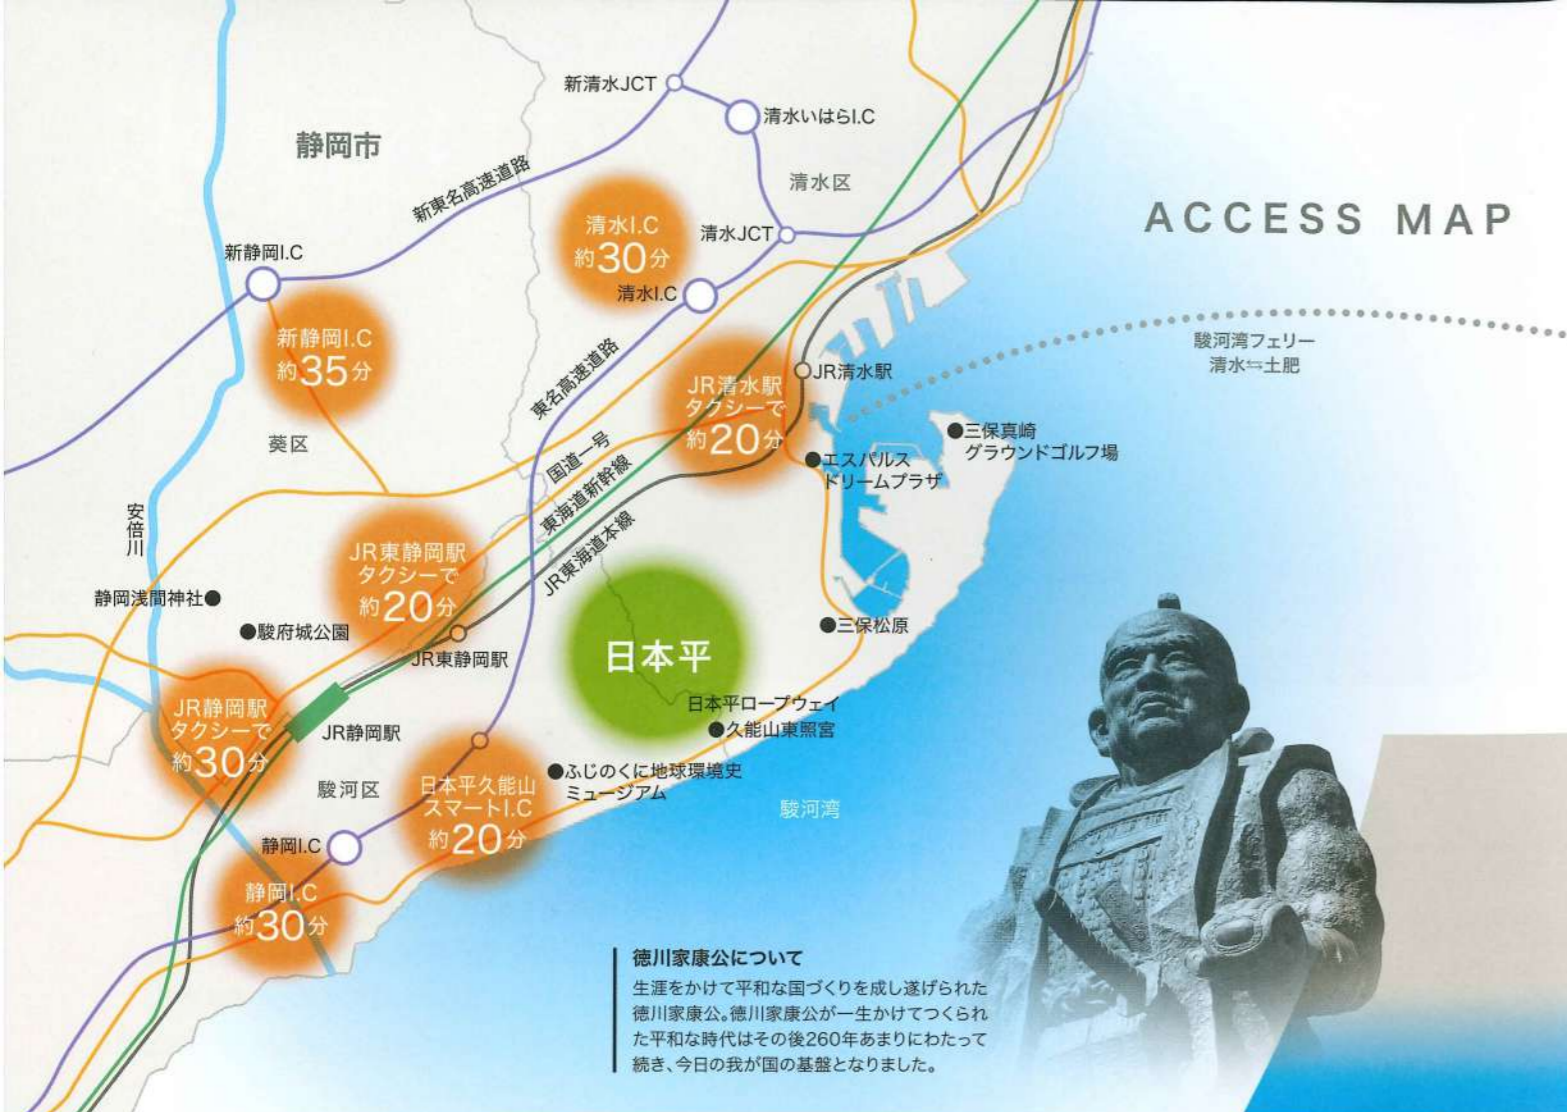 新清水JCT
清水いはらI.C
静岡市
清水区
新東名高速道路
ACCESS MAP
清水I.C
約30分
清水JCT
新静岡I.C
清水I.C
新静岡I.C
約35分
東名高速道路
駿河湾フェリー
清水⇆土肥
JR清水駅
JR清水駅
タクシーで
約20分
葵区
国道一号
三保真崎
グラウンドゴルフ場
エスパルス
ドリームプラザ
東海道新幹線
安倍川
JR東海道本線
JR東静岡駅
タクシーで
約20分
静岡浅間神社
駿府城公園
三保松原
JR東静岡駅
日本平
JR静岡駅
タクシーで
約30分
日本平ロープウェイ
久能山東照宮
JR静岡駅
ふじのくに地球環境史
ミュージアム
駿河区
日本平久能山
スマートI.C
約20分
駿河湾
静岡I.C
静岡I.C
約30分
徳川家康公について
生涯をかけて平和な国づくりを成し遂げられた
徳川家康公。徳川家康公が一生かけてつくられ
た平和な時代はその後260年あまりにわたって
続き、今日の我が国の基盤となりました。